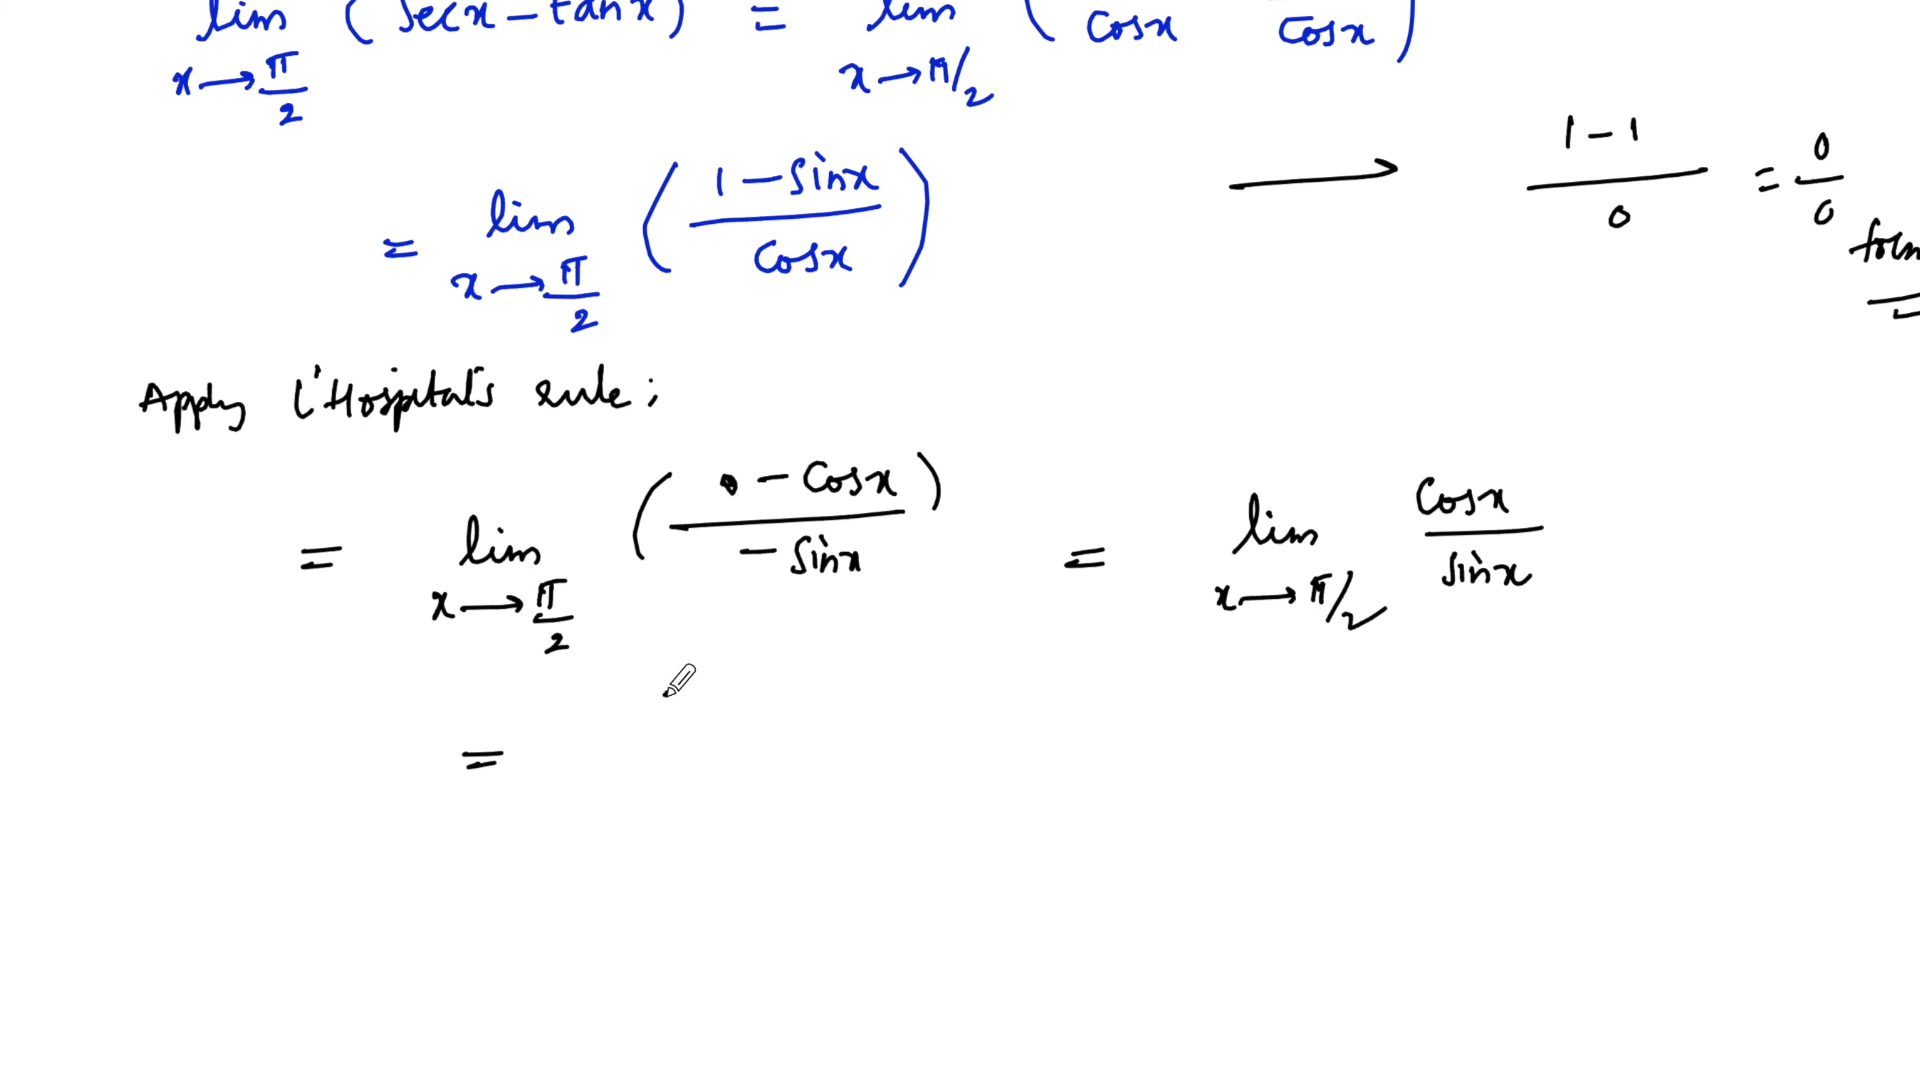 lim x→π/2 (secx - tanx) = lim x→π/2 ( cosx cosx )
= lim x→π/2 ( 1 - sinx / cosx ) → 1 - 1 / 0 = 0/0 form
Apply L'Hospital's rule;
= lim x→π/2 ( 0 - cosx / - sinx ) = lim x→π/2 cosx / sinx
=